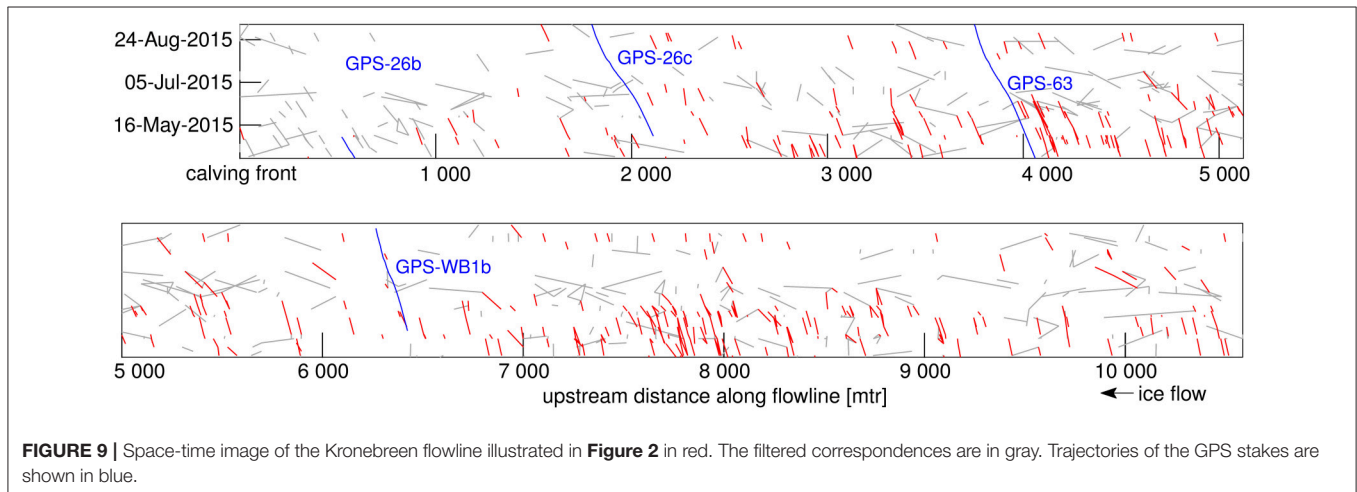 24-Aug-2015
GPS-26b
GPS-26c
05-Jul-2015
GPS-63
16-May-2015
calving front 1 000 2 000 3 000 4 000 5 000
GPS-WB1b
5 000 6 000 7 000 8 000 9 000 10 000
upstream distance along flowline [mtr] ice flow
FIGURE 9 | Space-time image of the Kronebreen flowline illustrated in Figure 2 in red. The filtered correspondences are in gray. Trajectories of the GPS stakes are
shown in blue.